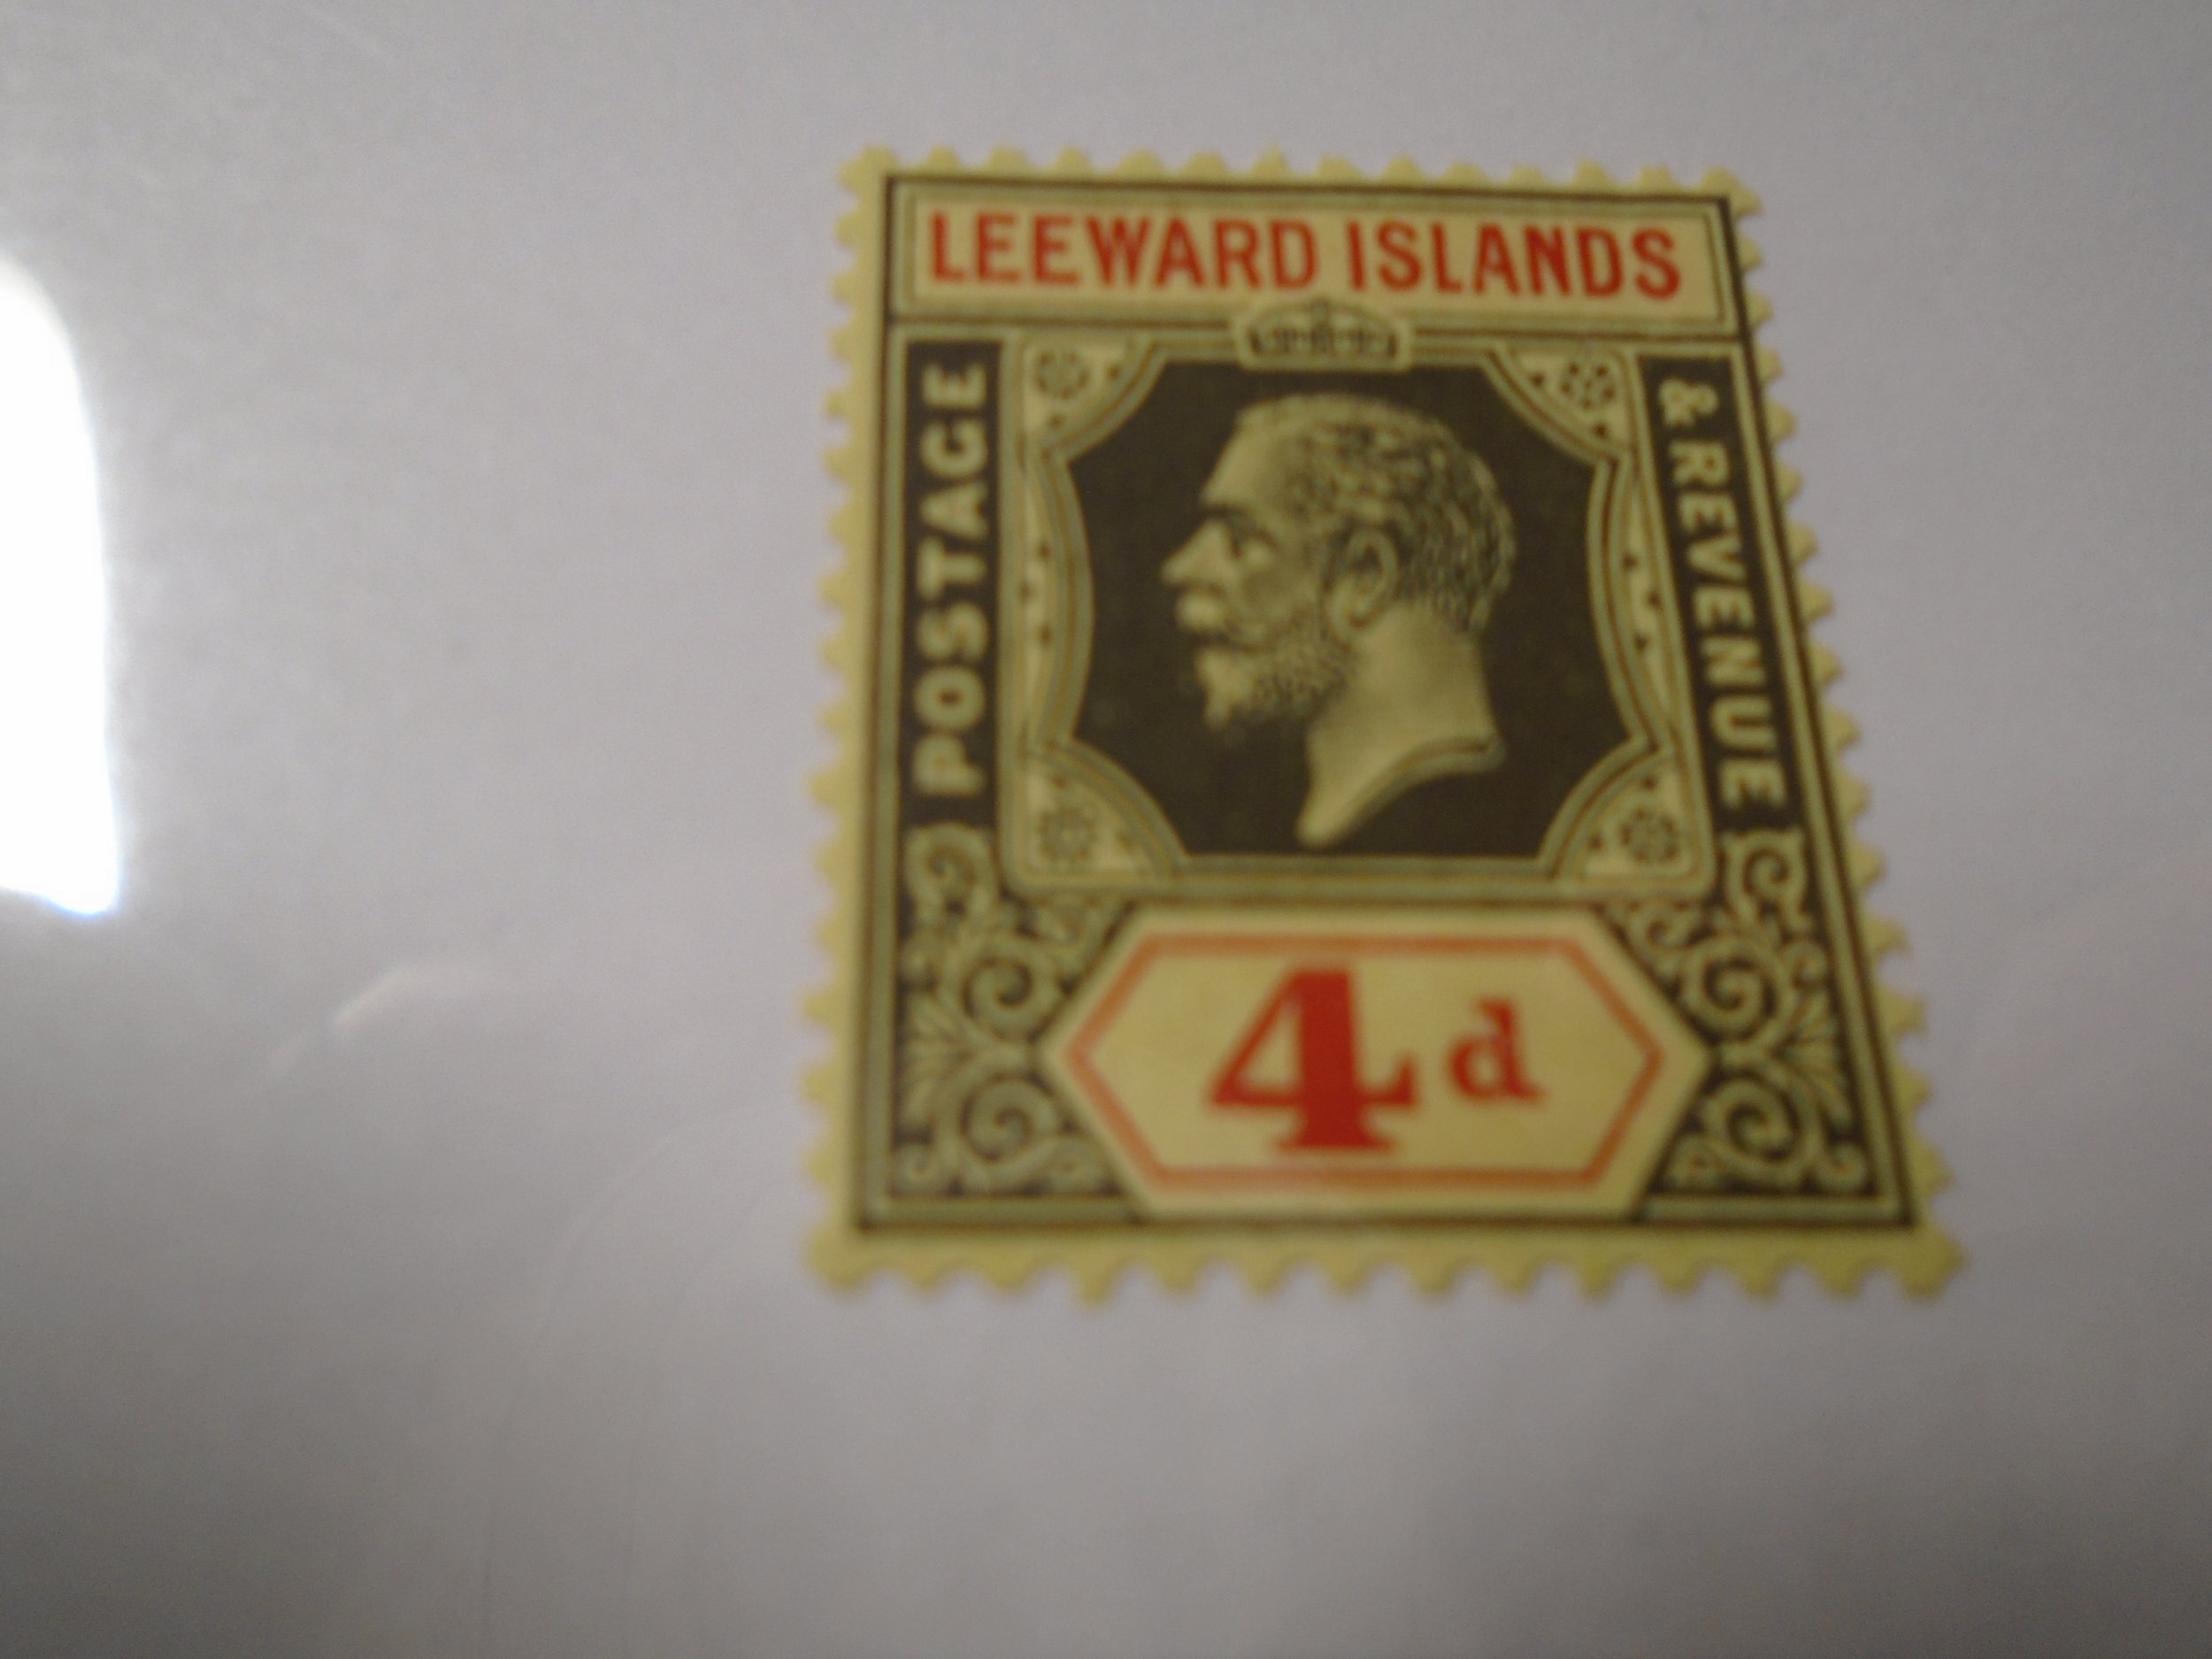 LEEWARD ISLANDS
POSTAGE
& REVENUE
4d